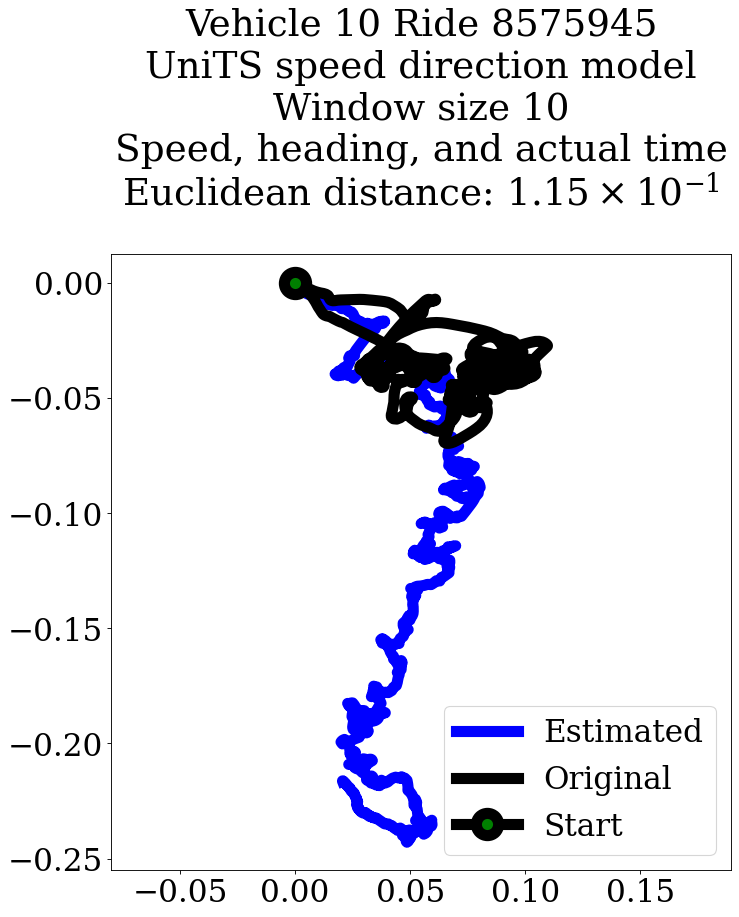 Vehicle 10 Ride 8575945
UniTS speed direction model
Window size 10
Speed, heading, and actual time
Euclidean distance: 1.15 × 10⁻¹
0.00
−0.05
−0.10
−0.15
−0.20
−0.25
Estimated
Original
Start
−0.05 0.00 0.05 0.10 0.15